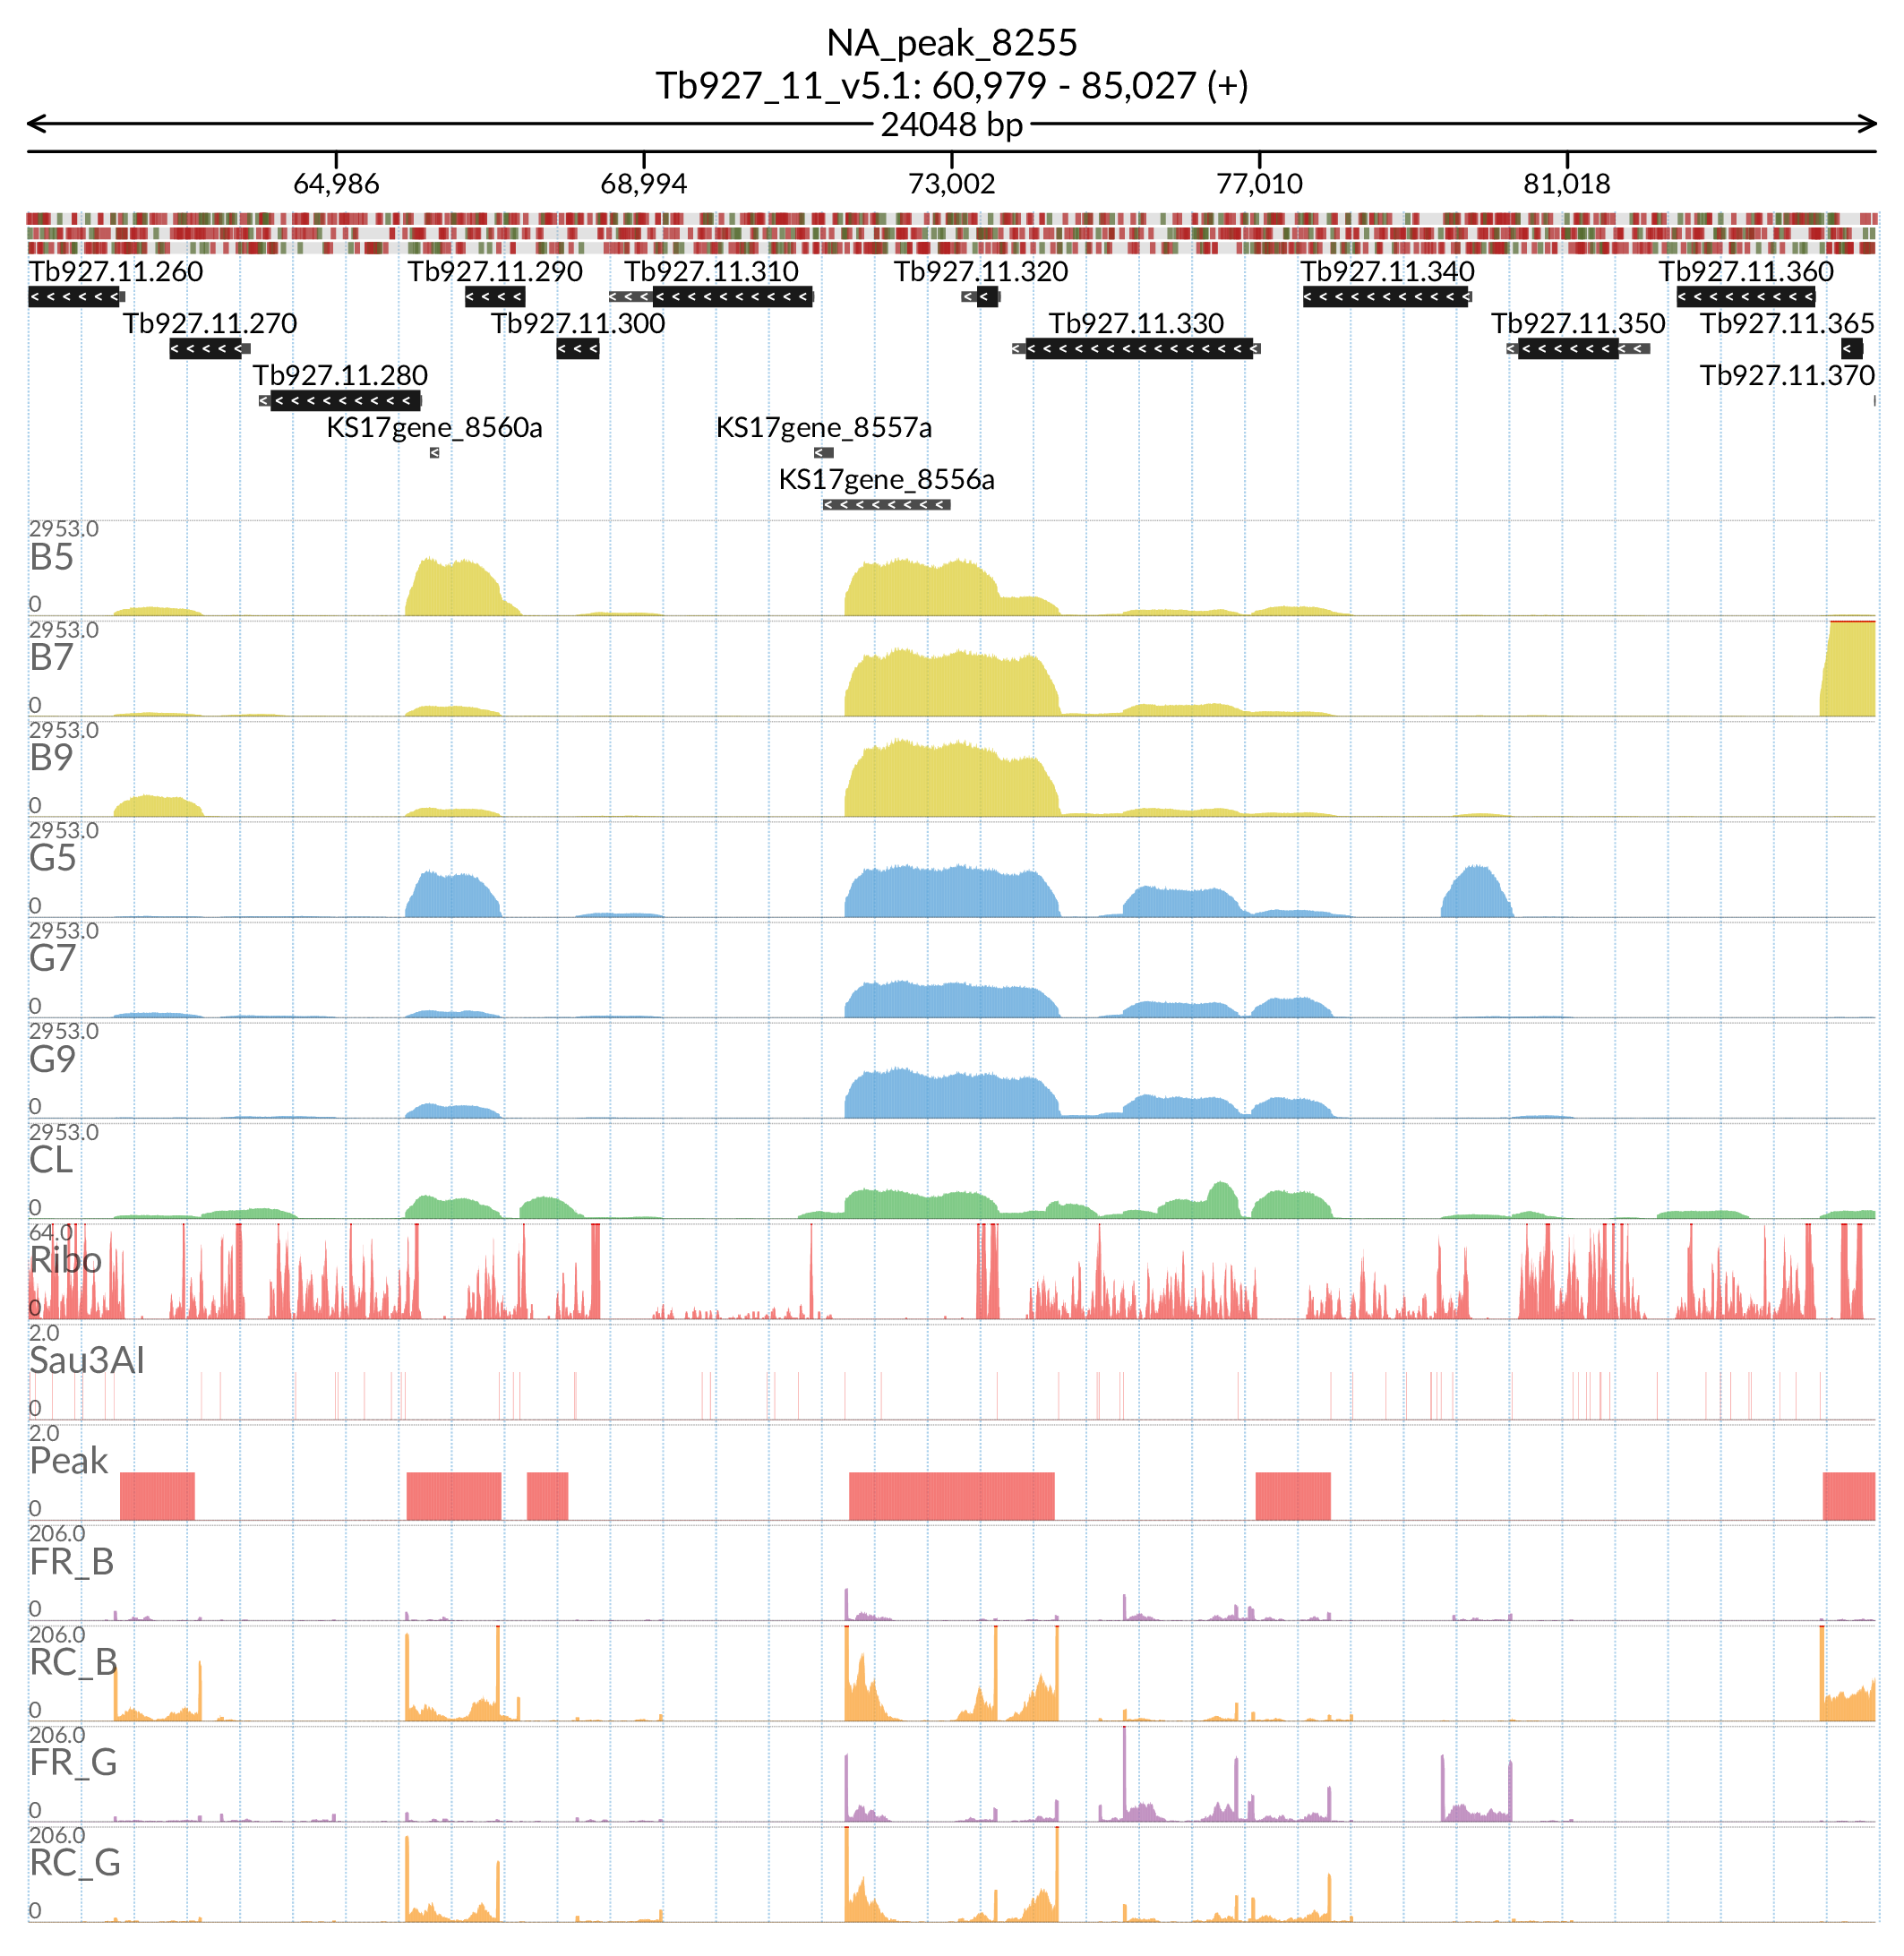 NA_peak_8255
Tb927_11_v5.1: 60,979 - 85,027 (+)
24048 bp
64,986 68,994 73,002 77,010 81,018
Tb927.11.260 Tb927.11.290 Tb927.11.310 Tb927.11.320 Tb927.11.340 Tb927.11.360
Tb927.11.270 Tb927.11.300 Tb927.11.330 Tb927.11.350 Tb927.11.365
Tb927.11.280 Tb927.11.370
KS17gene_8560a KS17gene_8557a
KS17gene_8556a
2953.0
B5
0
2953.0
B7
0
2953.0
B9
0
2953.0
G5
0
2953.0
G7
0
2953.0
G9
0
2953.0
CL
0
64.0
Ribo
0
2.0
Sau3AI
0
2.0
Peak
0
206.0
FR_B
0
206.0
RC_B
0
206.0
FR_G
0
206.0
RC_G
0